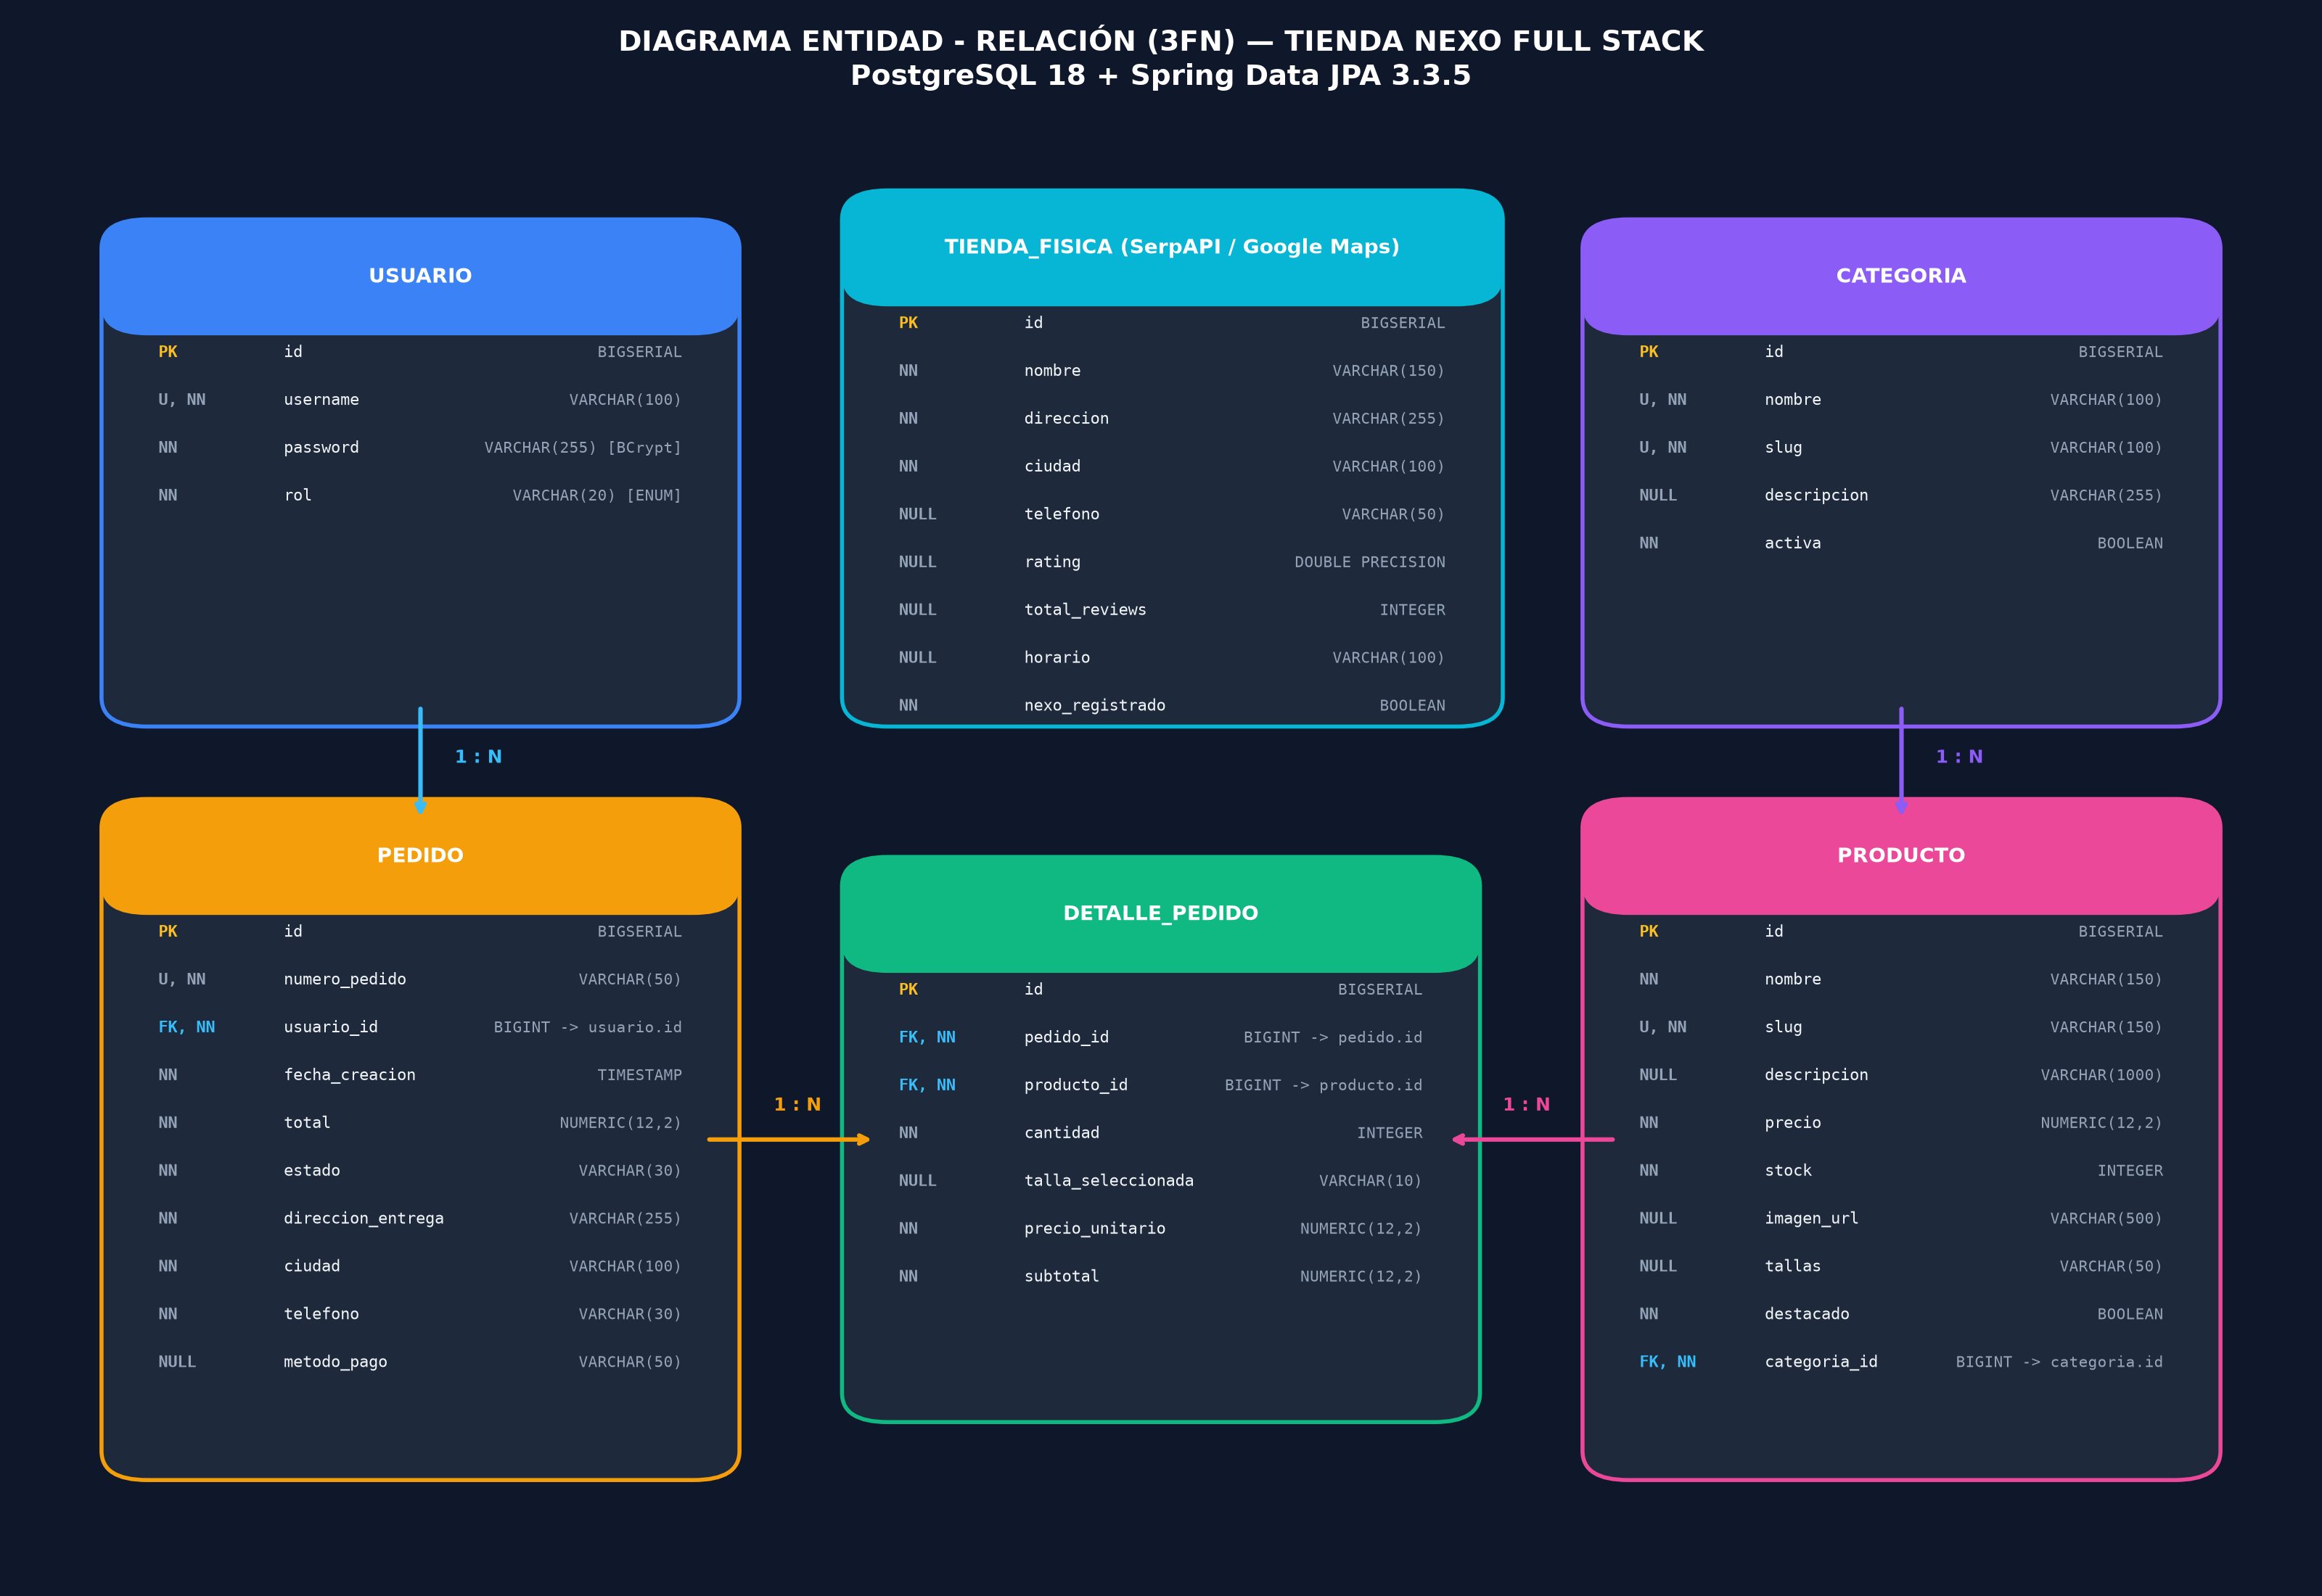 DIAGRAMA ENTIDAD - RELACIÓN (3FN) — TIENDA NEXO FULL STACK
PostgreSQL 18 + Spring Data JPA 3.3.5
USUARIO
PK id BIGSERIAL
U, NN username VARCHAR(100)
NN password VARCHAR(255) [BCrypt]
NN rol VARCHAR(20) [ENUM]
TIENDA_FISICA (SerpAPI / Google Maps)
PK id BIGSERIAL
NN nombre VARCHAR(150)
NN direccion VARCHAR(255)
NN ciudad VARCHAR(100)
NULL telefono VARCHAR(50)
NULL rating DOUBLE PRECISION
NULL total_reviews INTEGER
NULL horario VARCHAR(100)
NN nexo_registrado BOOLEAN
CATEGORIA
PK id BIGSERIAL
U, NN nombre VARCHAR(100)
U, NN slug VARCHAR(100)
NULL descripcion VARCHAR(255)
NN activa BOOLEAN
1 : N
1 : N
PEDIDO
PK id BIGSERIAL
U, NN numero_pedido VARCHAR(50)
FK, NN usuario_id BIGINT -> usuario.id
NN fecha_creacion TIMESTAMP
NN total NUMERIC(12,2)
NN estado VARCHAR(30)
NN direccion_entrega VARCHAR(255)
NN ciudad VARCHAR(100)
NN telefono VARCHAR(30)
NULL metodo_pago VARCHAR(50)
1 : N
DETALLE_PEDIDO
PK id BIGSERIAL
FK, NN pedido_id BIGINT -> pedido.id
FK, NN producto_id BIGINT -> producto.id
NN cantidad INTEGER
NULL talla_seleccionada VARCHAR(10)
NN precio_unitario NUMERIC(12,2)
NN subtotal NUMERIC(12,2)
1 : N
PRODUCTO
PK id BIGSERIAL
NN nombre VARCHAR(150)
U, NN slug VARCHAR(150)
NULL descripcion VARCHAR(1000)
NN precio NUMERIC(12,2)
NN stock INTEGER
NULL imagen_url VARCHAR(500)
NULL tallas VARCHAR(50)
NN destacado BOOLEAN
FK, NN categoria_id BIGINT -> categoria.id